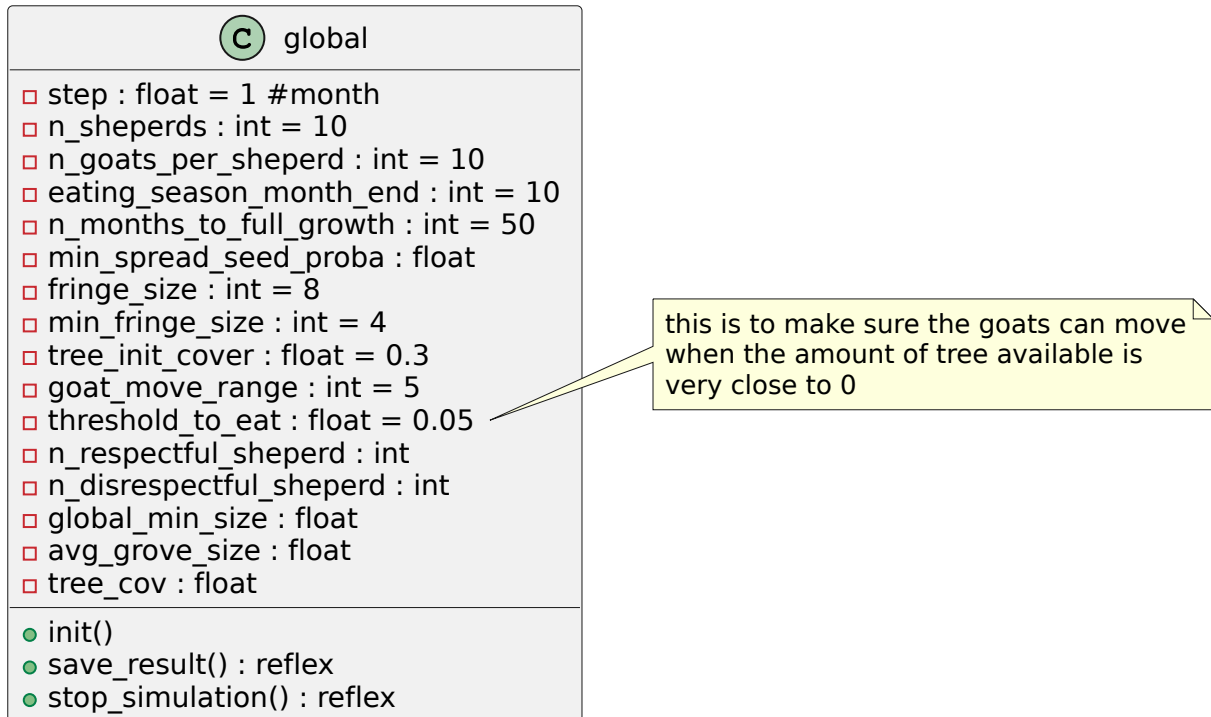 C global
step : float = 1 #month
n_sheperds : int = 10
n_goats_per_sheperd : int = 10
eating_season_month_end : int = 10
n_months_to_full_growth : int = 50
min_spread_seed_proba : float
fringe_size : int = 8
min_fringe_size : int = 4
tree_init_cover : float = 0.3
goat_move_range : int = 5
threshold_to_eat : float = 0.05
n_respectful_sheperd : int
n_disrespectful_sheperd : int
global_min_size : float
avg_grove_size : float
tree_cov : float
init()
save_result() : reflex
stop_simulation() : reflex
this is to make sure the goats can move
when the amount of tree available is
very close to 0